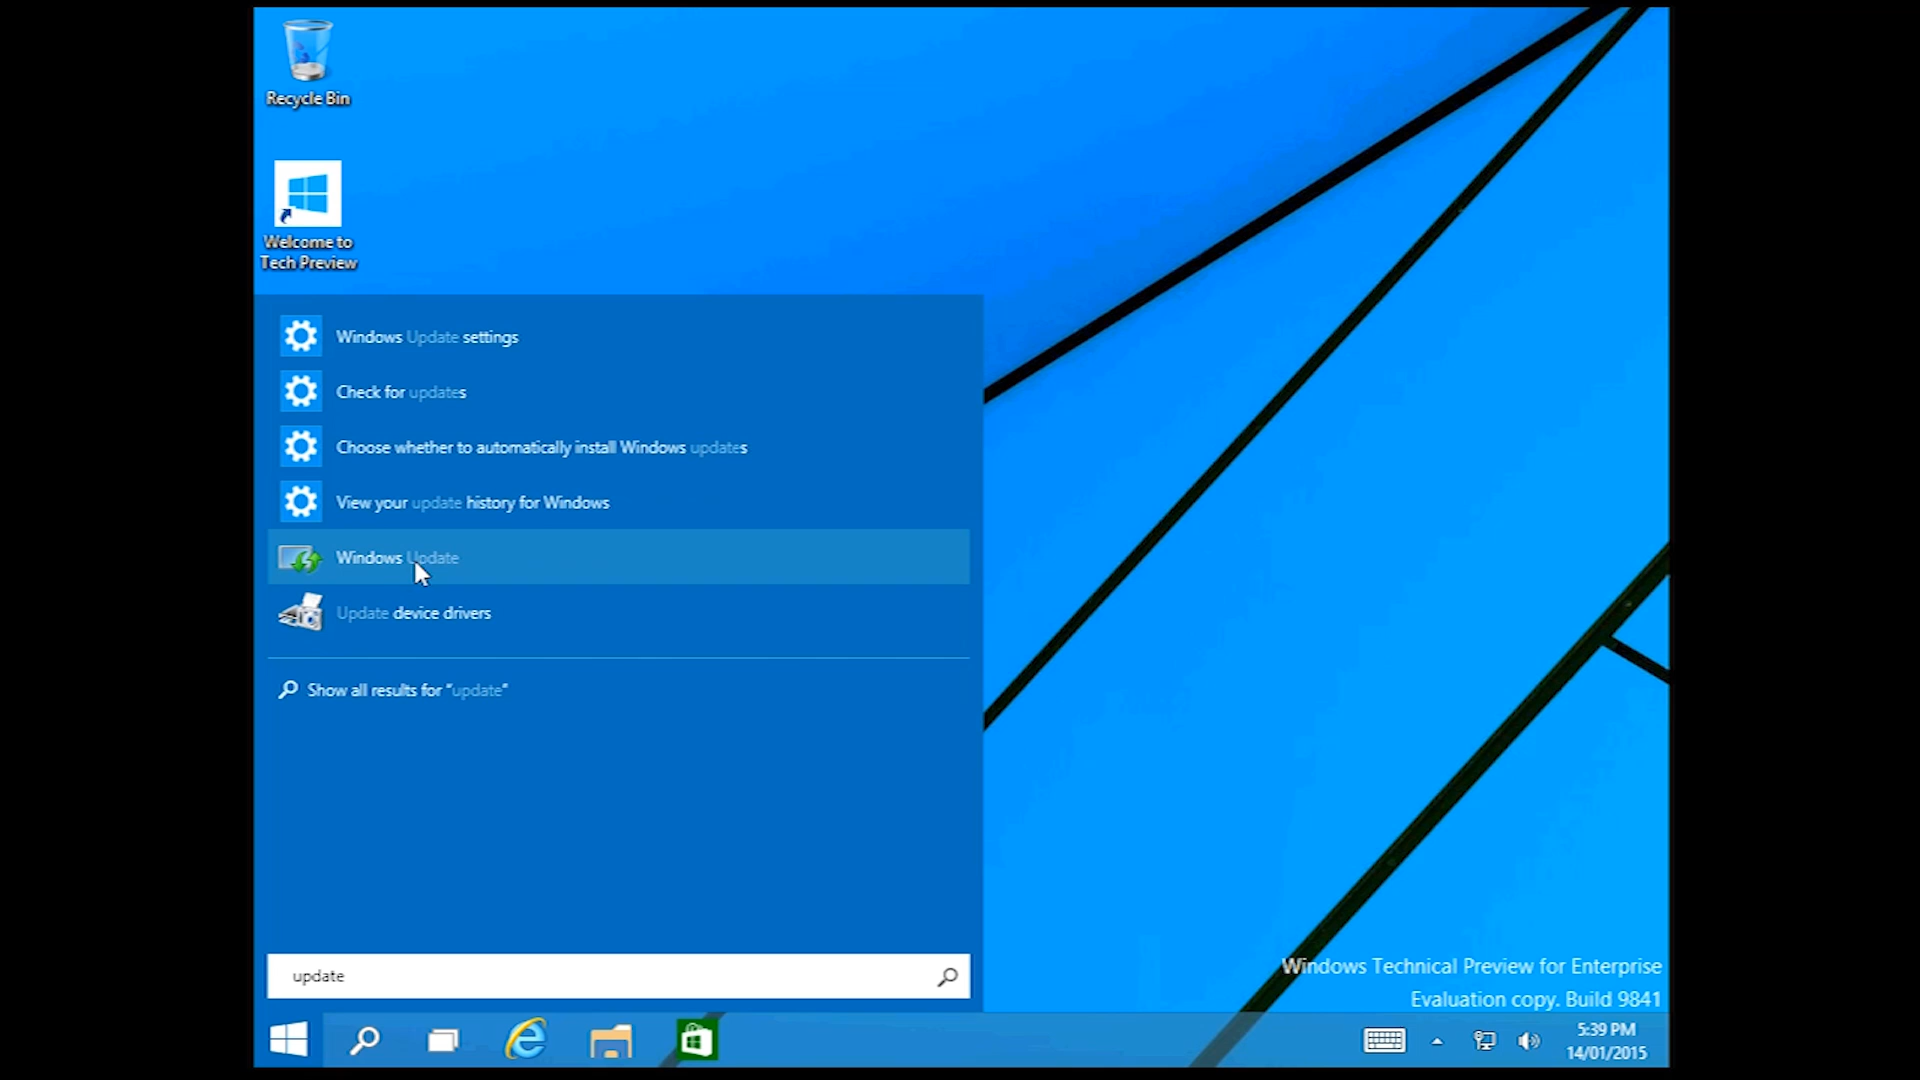 Recycle Bin
Welcome to
Tech Preview
Windows Update settings
Check for updates
Choose whether to automatically install Windows updates
View your update history for Windows
Windows Update
Update device drivers
Show all results for "update"
update
Windows Technical Preview for Enterprise
Evaluation copy. Build 9841
5:39 PM
14/01/2015